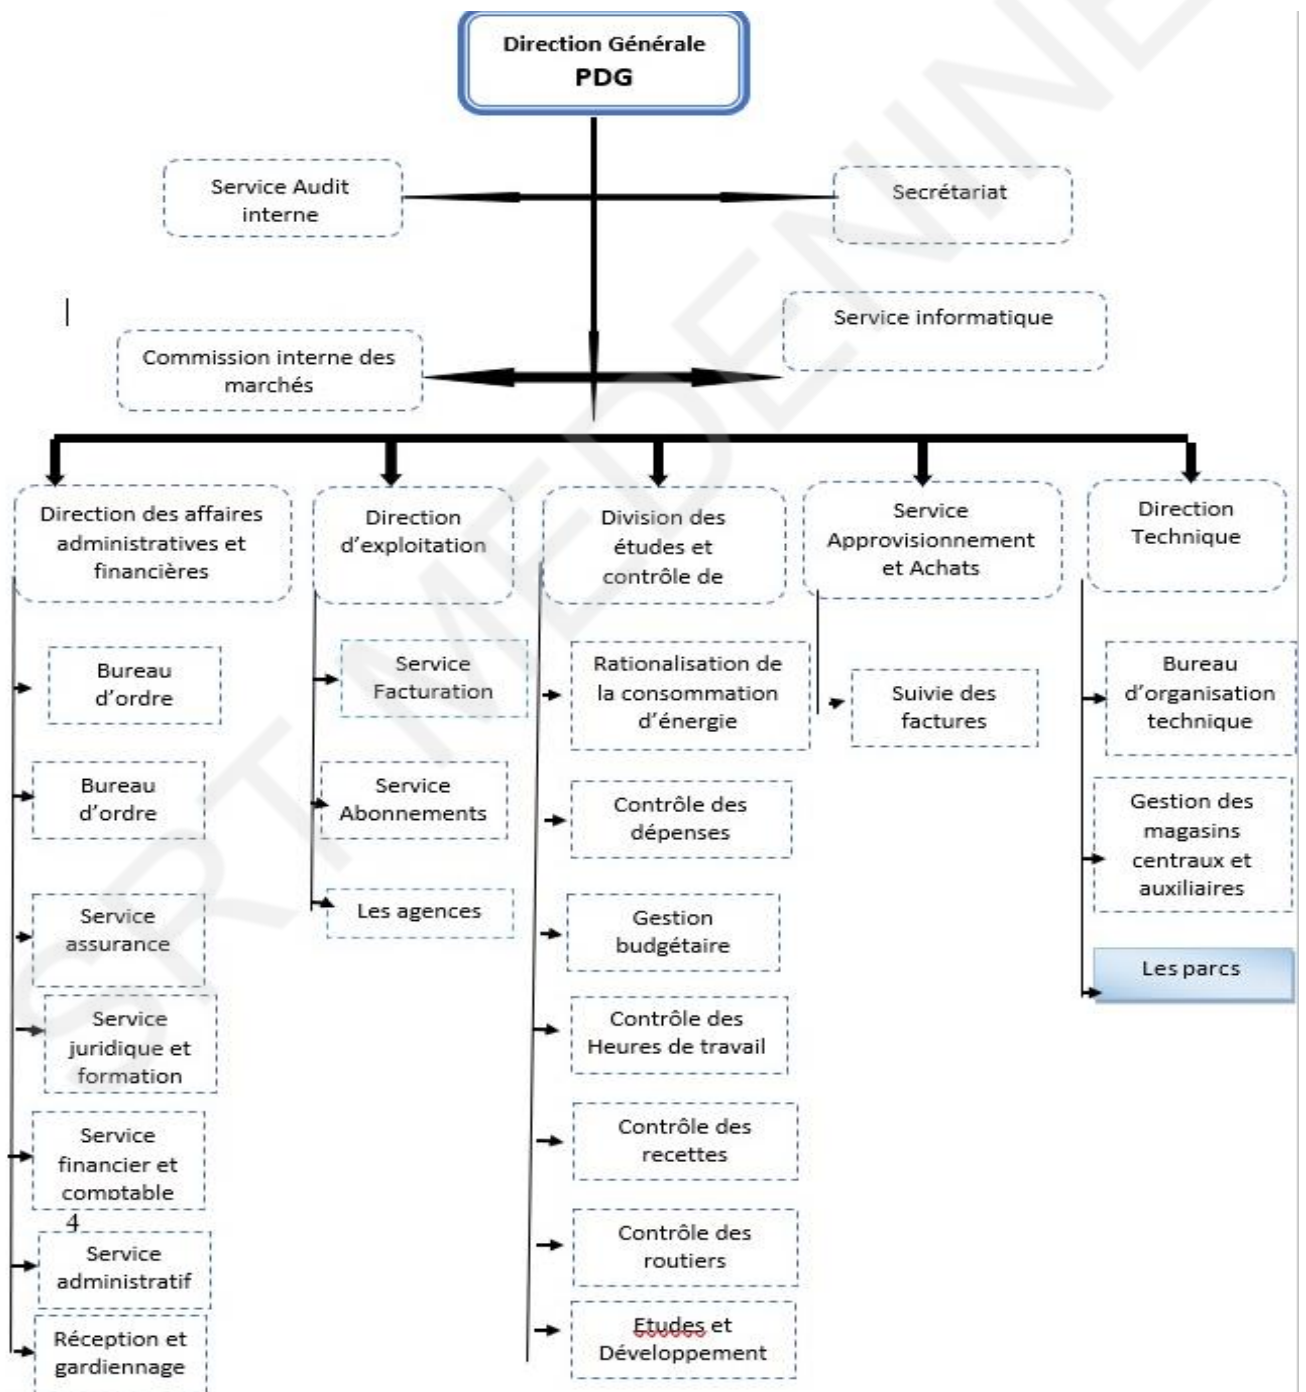 Direction Générale
PDG
Service Audit
interne
Secrétariat
Service informatique
Commission interne des
marchés
Direction des affaires
administratives et
financières
Bureau
d'ordre
Bureau
d'ordre
Service
assurance
Service
juridique et
formation
Service
financier et
comptable
4
Service
administratif
Réception et
gardiennage
Direction
d'exploitation
Service
Facturation
Service
Abonnements
Les agences
Division des
études et
contrôle de
Rationalisation de
la consommation
d'énergie
Contrôle des
dépenses
Gestion
budgétaire
Contrôle des
Heures de travail
Contrôle des
recettes
Contrôle des
routiers
Etudes et
Développement
Service
Approvisionnement
et Achats
Suivie des
factures
Direction
Technique
Bureau
d'organisation
technique
Gestion des
magasins
centraux et
auxiliaires
Les parcs
SRT MEDENINE